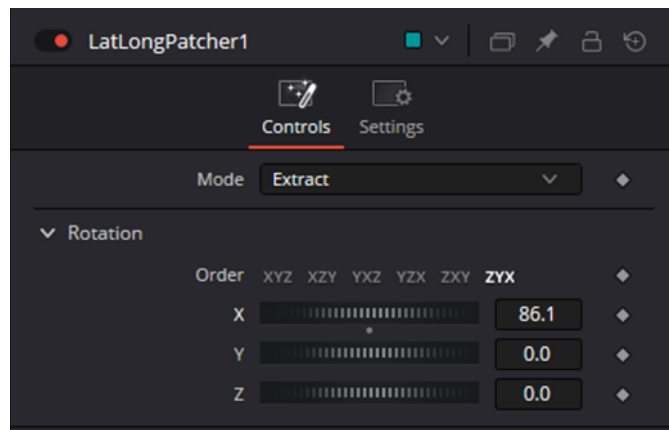 LatLongPatcher1
Controls Settings
Mode Extract
Rotation
Order XYZ XZY YXZ YZX ZXY ZYX
X 86.1
Y 0.0
Z 0.0